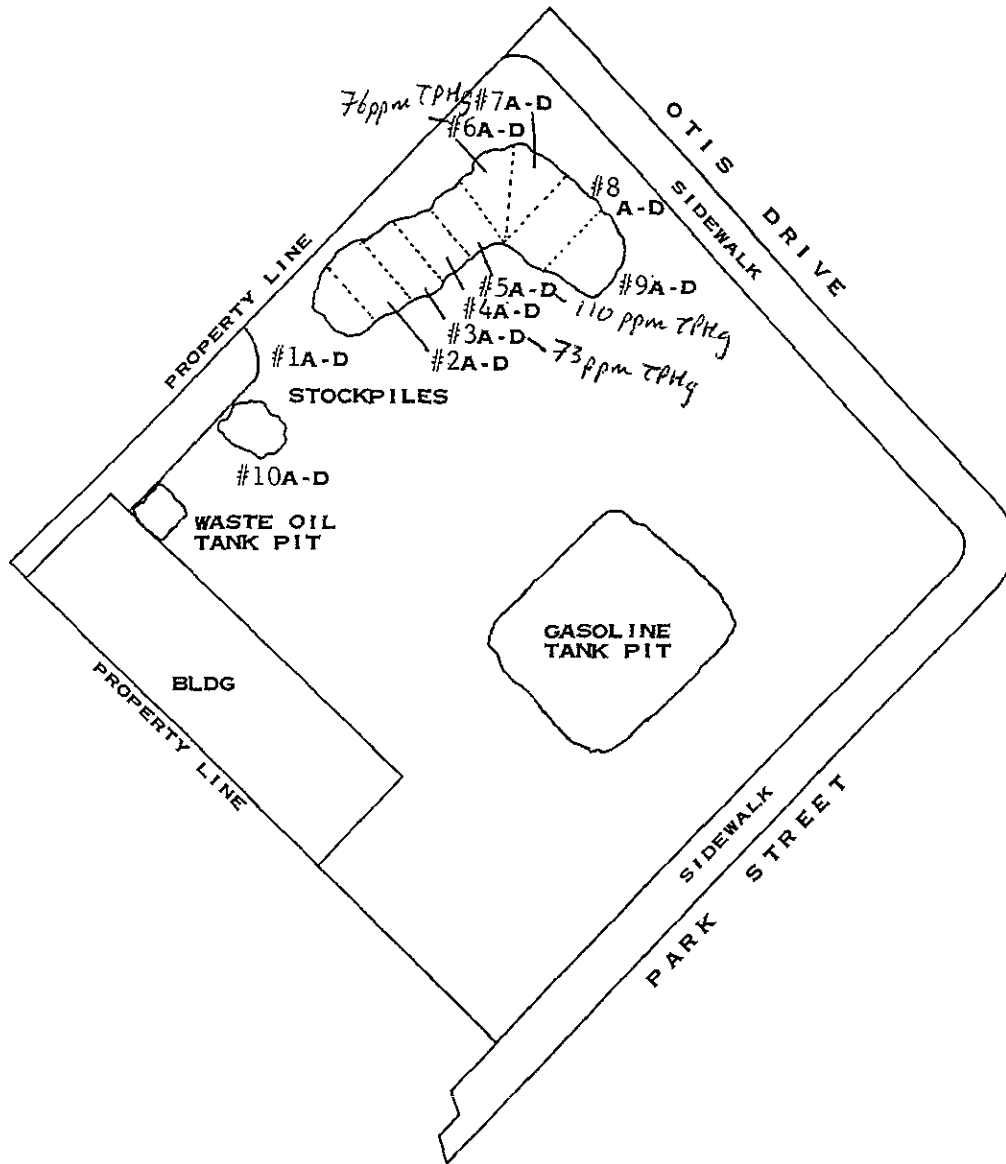 76ppm TPHg
#7A-D
#6A-D
OTIS DRIVE
SIDEWALK
#8
A-D
PROPERTY LINE
#9A-D
#5A-D 110 ppm TPHg
#4A-D
#3A-D 73ppm TPHg
#2A-D
#1A-D
STOCKPILES
#10A-D
WASTE OIL
TANK PIT
GASOLINE
TANK PIT
BLDG
PROPERTY LINE
SIDEWALK
PARK STREET